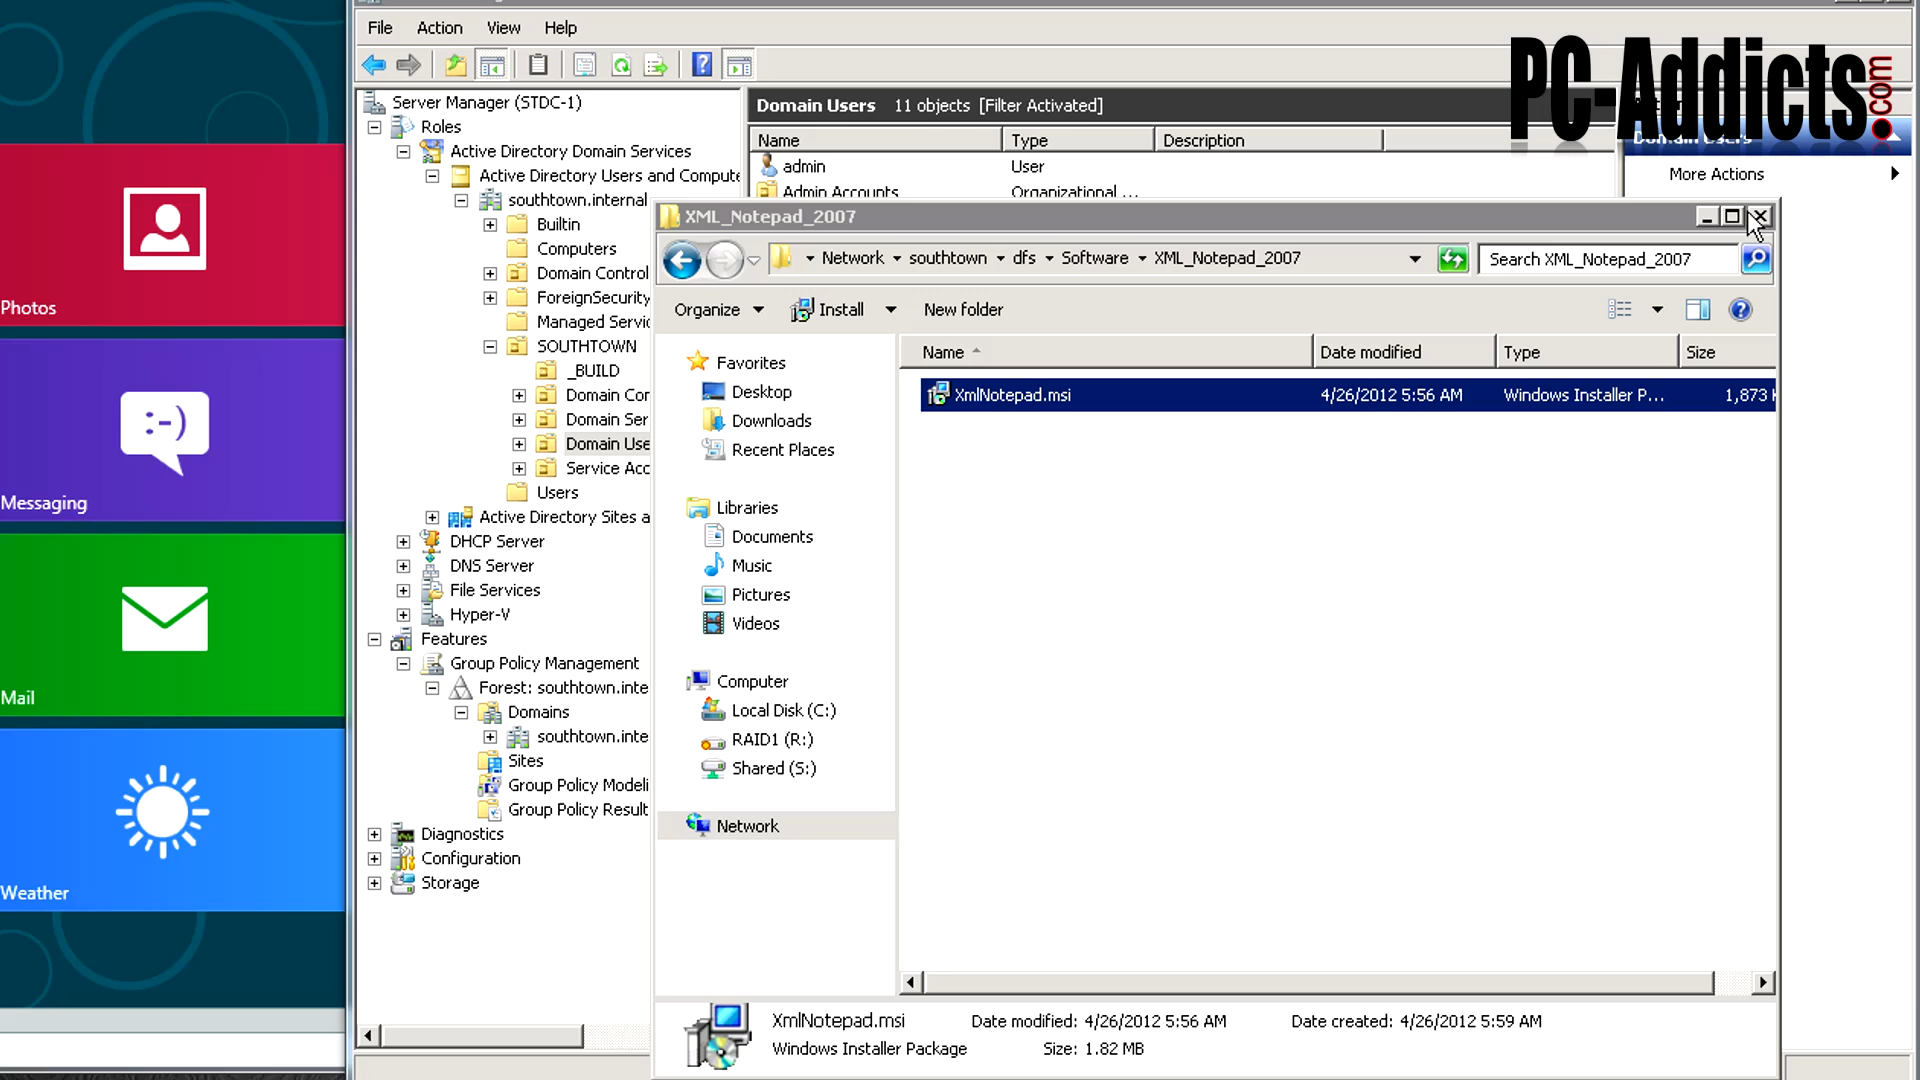 File Action View Help
PC-Addicts.com
Server Manager (STDC-1)
Roles
Active Directory Domain Services
Active Directory Users and Compute
southtown.internal
Builtin
Computers
Domain Control
ForeignSecurity
Managed Servic
SOUTHTOWN
_BUILD
Domain Cor
Domain Ser
Domain Use
Service Acc
Users
Active Directory Sites a
DHCP Server
DNS Server
File Services
Hyper-V
Features
Group Policy Management
Forest: southtown.inte
Domains
southtown.inte
Sites
Group Policy Modeli
Group Policy Result
Diagnostics
Configuration
Storage
Domain Users 11 objects [Filter Activated]
Name Type Description
admin User
Admin Accounts Organizational ...
Domain Users
More Actions
XML_Notepad_2007
Network southtown dfs Software XML_Notepad_2007
Search XML_Notepad_2007
Organize Install New folder
Favorites
Desktop
Downloads
Recent Places
Libraries
Documents
Music
Pictures
Videos
Computer
Local Disk (C:)
RAID1 (R:)
Shared (S:)
Network
Name Date modified Type Size
XmlNotepad.msi 4/26/2012 5:56 AM Windows Installer P... 1,873
XmlNotepad.msi Date modified: 4/26/2012 5:56 AM Date created: 4/26/2012 5:59 AM
Windows Installer Package Size: 1.82 MB
Photos
:-)
Messaging
Mail
Weather